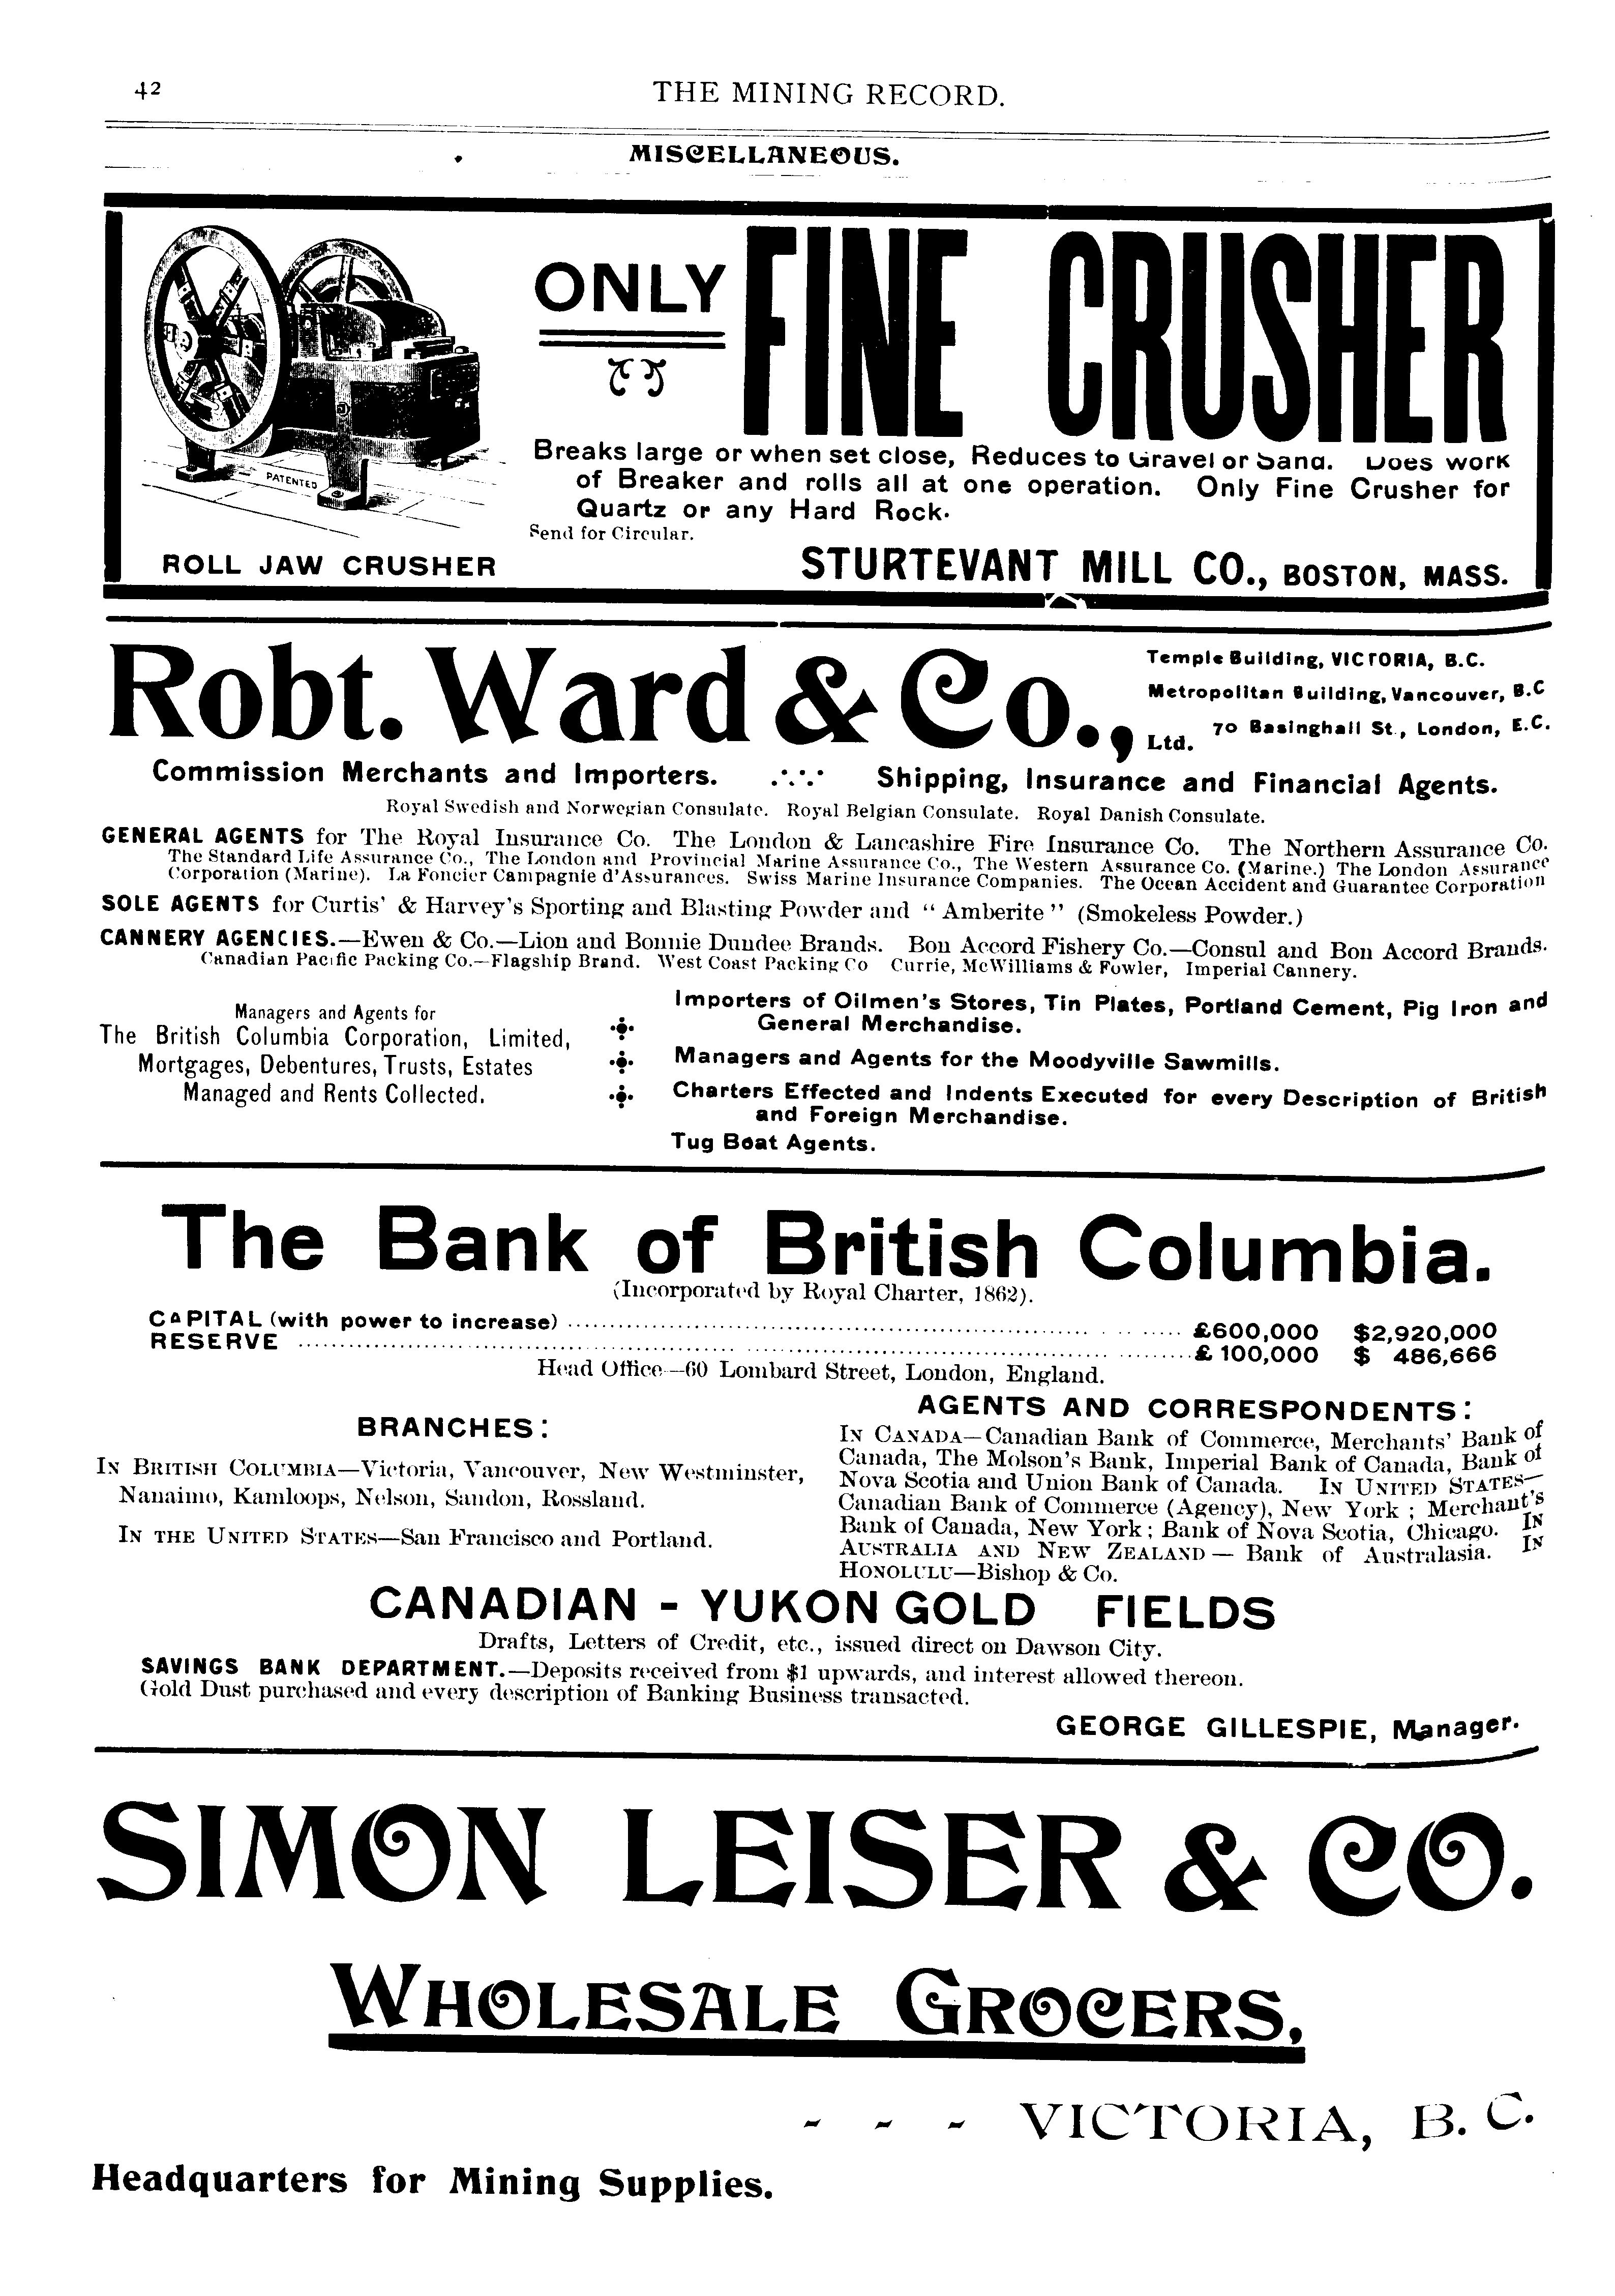 42
THE MINING RECORD.
MISCELLANEOUS.
ONLY FINE CRUSHER
Breaks large or when set close, Reduces to Gravel or Sand. Does work
of Breaker and rolls all at one operation. Only Fine Crusher for
Quartz or any Hard Rock.
Send for Circular.
PATENTED
ROLL JAW CRUSHER
STURTEVANT MILL CO., BOSTON, MASS.
Robt. Ward & Co., Ltd.
Temple Building, VICTORIA, B.C.
Metropolitan Building, Vancouver, B.C
70 Basinghall St., London, E.C.
Commission Merchants and Importers. Shipping, Insurance and Financial Agents.
Royal Swedish and Norwegian Consulate. Royal Belgian Consulate. Royal Danish Consulate.
GENERAL AGENTS for The Royal Insurance Co. The London & Lancashire Fire Insurance Co. The Northern Assurance Co.
The Standard Life Assurance Co., The London and Provincial Marine Assurance Co., The Western Assurance Co. (Marine.) The London Assurance
Corporation (Marine). La Foncier Campagnie d'Assurances. Swiss Marine Insurance Companies. The Ocean Accident and Guarantee Corporation
SOLE AGENTS for Curtis' & Harvey's Sporting and Blasting Powder and "Amberite" (Smokeless Powder.)
CANNERY AGENCIES.—Ewen & Co.—Lion and Bonnie Dundee Brands. Bon Accord Fishery Co.—Consul and Bon Accord Brands.
Canadian Pacific Packing Co.—Flagship Brand. West Coast Packing Co Currie, McWilliams & Fowler, Imperial Cannery.
Managers and Agents for
The British Columbia Corporation, Limited,
Mortgages, Debentures, Trusts, Estates
Managed and Rents Collected.
Importers of Oilmen's Stores, Tin Plates, Portland Cement, Pig Iron and
General Merchandise.
Managers and Agents for the Moodyville Sawmills.
Charters Effected and Indents Executed for every Description of British
and Foreign Merchandise.
Tug Boat Agents.
The Bank of British Columbia.
(Incorporated by Royal Charter, 1862).
CAPITAL (with power to increase) £600,000 $2,920,000
RESERVE £ 100,000 $ 486,666
Head Office—60 Lombard Street, London, England.
BRANCHES:
IN BRITISH COLUMBIA—Victoria, Vancouver, New Westminster,
Nanaimo, Kamloops, Nelson, Sandon, Rossland.
IN THE UNITED STATES—San Francisco and Portland.
AGENTS AND CORRESPONDENTS:
IN CANADA—Canadian Bank of Commerce, Merchants' Bank of
Canada, The Molson's Bank, Imperial Bank of Canada, Bank of
Nova Scotia and Union Bank of Canada. IN UNITED STATES—
Canadian Bank of Commerce (Agency), New York ; Merchant's
Bank of Canada, New York ; Bank of Nova Scotia, Chicago. IN
AUSTRALIA AND NEW ZEALAND — Bank of Australasia. IN
HONOLULU—Bishop & Co.
CANADIAN - YUKON GOLD FIELDS
Drafts, Letters of Credit, etc., issued direct on Dawson City.
SAVINGS BANK DEPARTMENT.—Deposits received from $1 upwards, and interest allowed thereon.
Gold Dust purchased and every description of Banking Business transacted.
GEORGE GILLESPIE, Manager.
SIMON LEISER & CO.
WHOLESALE GROCERS,
- - - VICTORIA, B. C.
Headquarters for Mining Supplies.